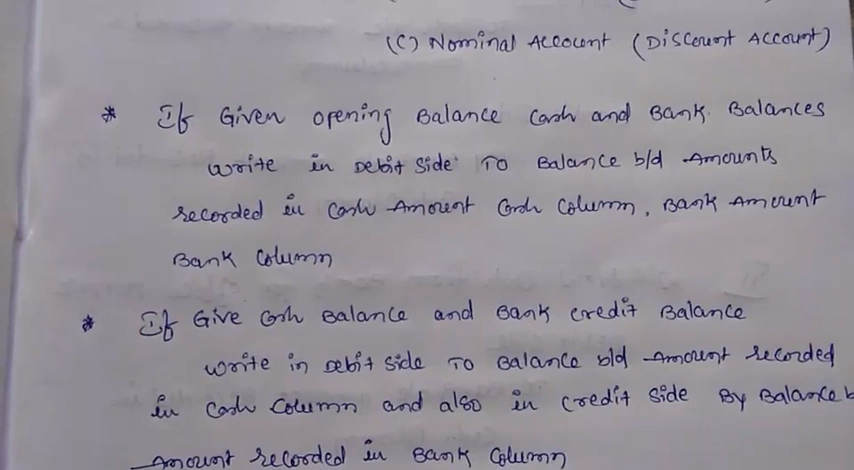 (C) Nominal Account (Discount Account)
* If Given opening Balance Cash and Bank Balances
write in Debit side To Balance b/d Amounts
recorded in Cash Amount Cash Column, Bank Amount
Bank Column
* If Give Cash Balance and Bank credit Balance
write in Debit side To Balance b/d Amount recorded
in Cash Column and also in credit side By Balance b
Amount recorded in Bank Column